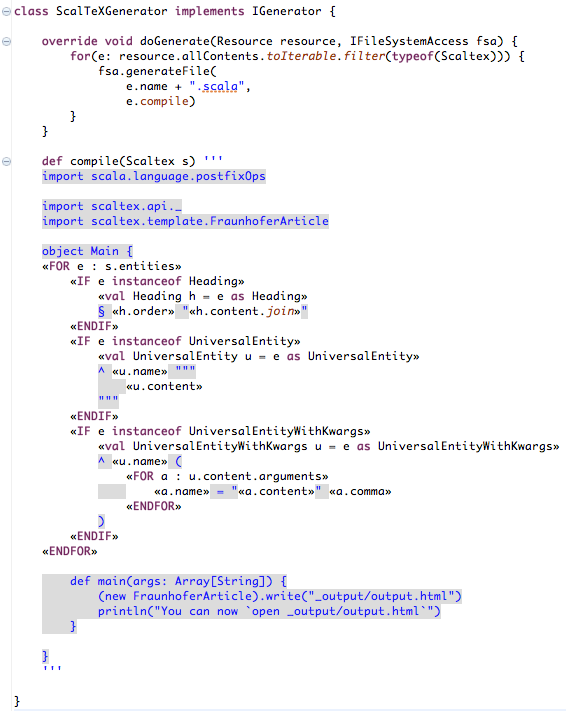 class ScalTeXGenerator implements IGenerator {
override void doGenerate(Resource resource, IFileSystemAccess fsa) {
for(e: resource.allContents.toIterable.filter(typeof(Scaltex))) {
fsa.generateFile(
e.name + ".scala",
e.compile)
}
}
def compile(Scaltex s) '''
import scala.language.postfixOps
import scaltex.api._
import scaltex.template.FraunhoferArticle
object Main {
«FOR e : s.entities»
«IF e instanceof Heading»
«val Heading h = e as Heading»
§ «h.order» "«h.content.join»"
«ENDIF»
«IF e instanceof UniversalEntity»
«val UniversalEntity u = e as UniversalEntity»
^ «u.name» """
«u.content»
"""
«ENDIF»
«IF e instanceof UniversalEntityWithKwargs»
«val UniversalEntityWithKwargs u = e as UniversalEntityWithKwargs»
^ «u.name» (
«FOR a : u.content.arguments»
«a.name» = "«a.content»" «a.comma»
«ENDFOR»
)
«ENDIF»
«ENDFOR»
def main(args: Array[String]) {
(new FraunhoferArticle).write("_output/output.html")
println("You can now `open _output/output.html`")
}
}
'''
}